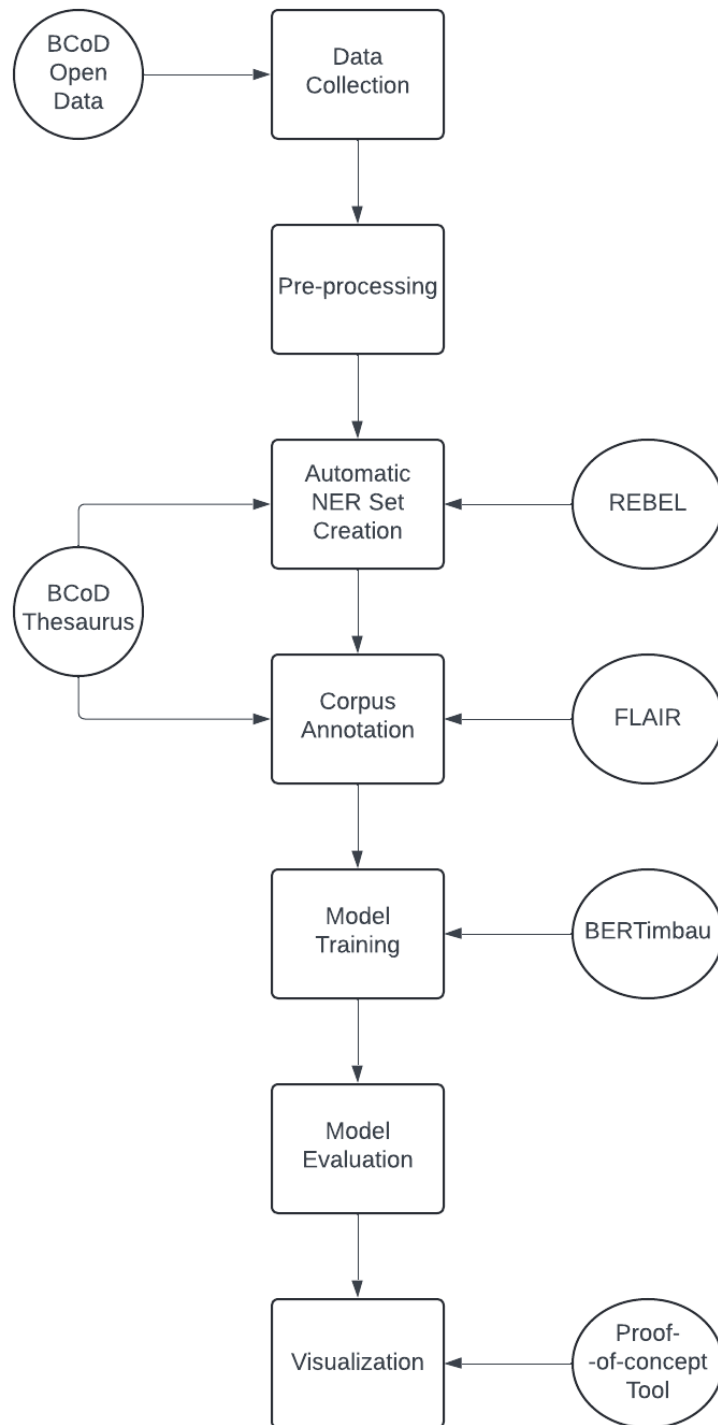 BCoD
Open
Data
Data
Collection
Pre-processing
Automatic
NER Set
Creation
REBEL
BCoD
Thesaurus
Corpus
Annotation
FLAIR
Model
Training
BERTimbau
Model
Evaluation
Visualization
Proof-
-of-concept
Tool